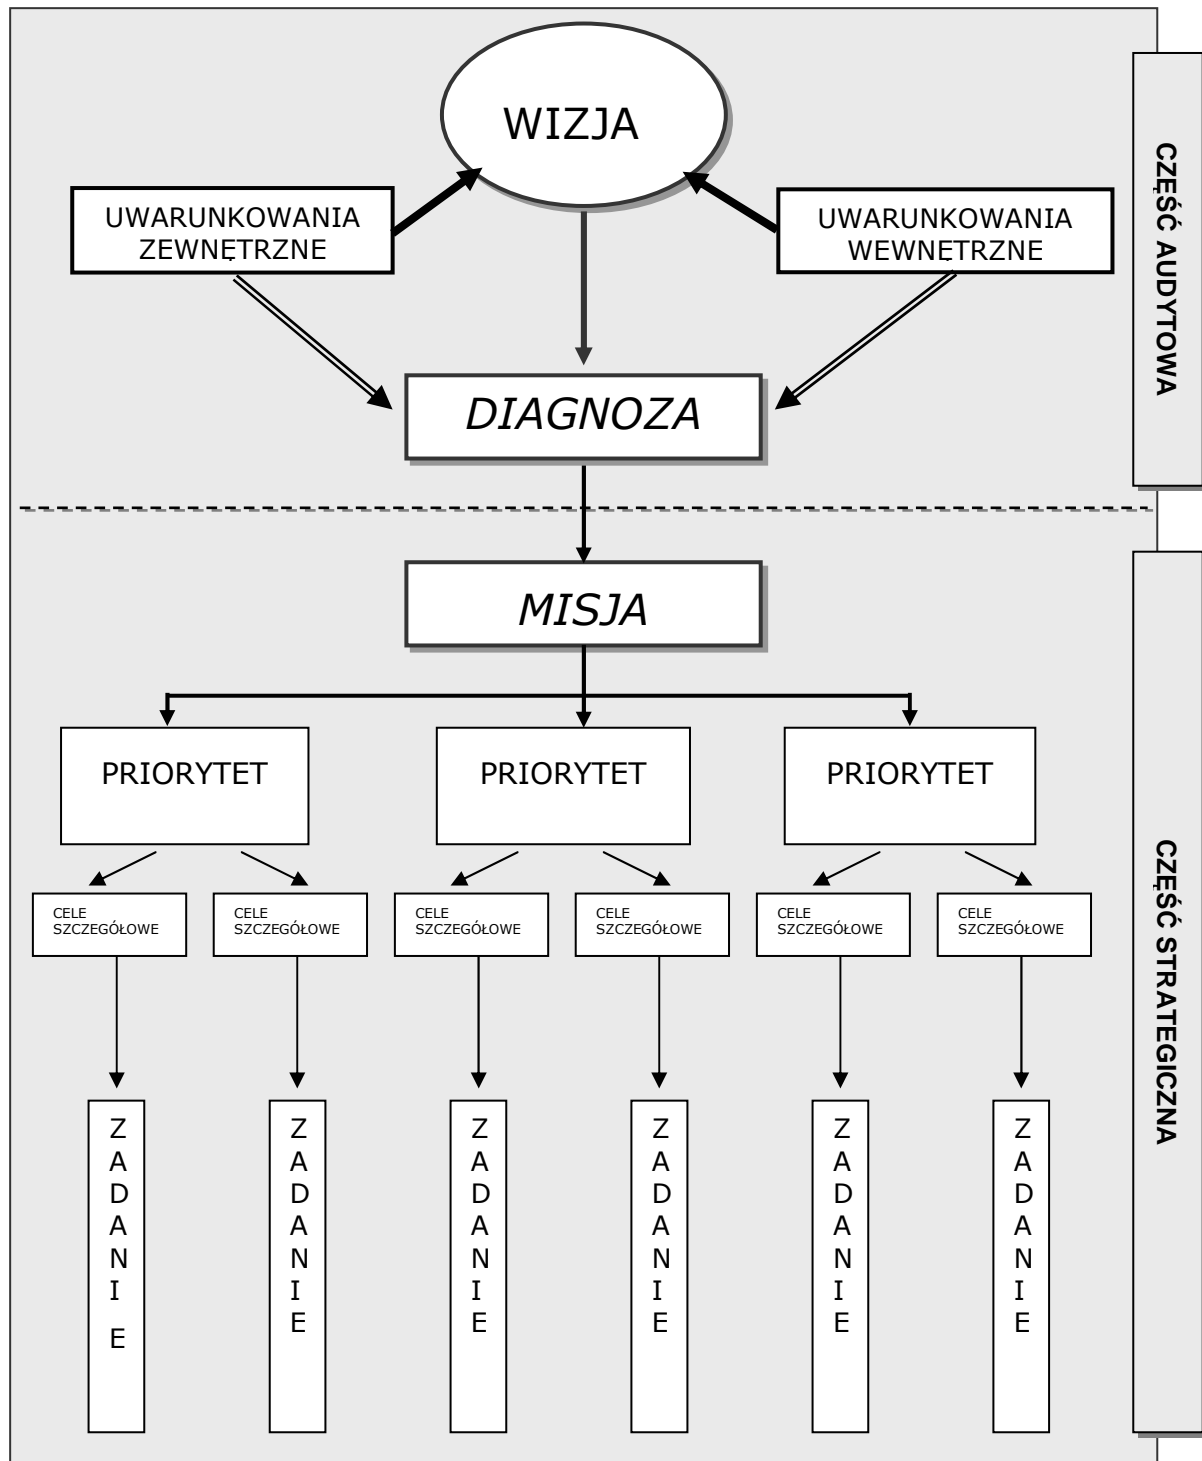 WIZJA
UWARUNKOWANIA
ZEWNĘTRZNE
UWARUNKOWANIA
WEWNĘTRZNE
CZĘŚĆ AUDYTOWA
DIAGNOZA
MISJA
PRIORYTET
PRIORYTET
PRIORYTET
CELE
SZCZEGÓŁOWE
CELE
SZCZEGÓŁOWE
CELE
SZCZEGÓŁOWE
CELE
SZCZEGÓŁOWE
CELE
SZCZEGÓŁOWE
CELE
SZCZEGÓŁOWE
CZĘŚĆ STRATEGICZNA
ZADANIE
ZADANIE
ZADANIE
ZADANIE
ZADANIE
ZADANIE